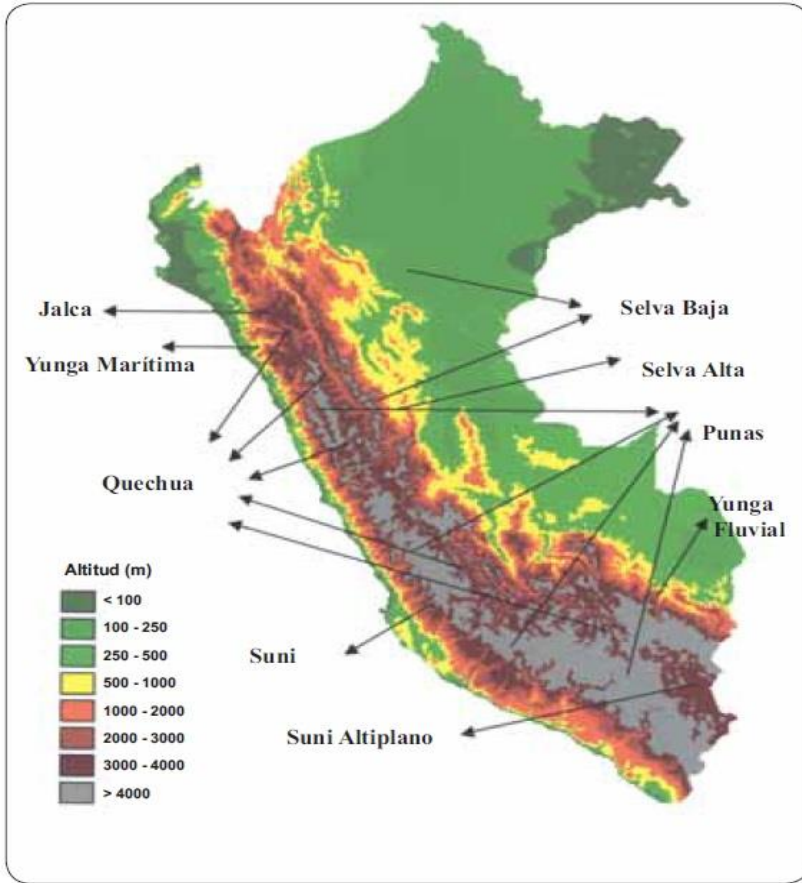 Jalca
Selva Baja
Yunga Marítima
Selva Alta
Punas
Quechua
Yunga
Fluvial
Altitud (m)
< 100
100 - 250
250 - 500
500 - 1000
1000 - 2000
2000 - 3000
3000 - 4000
> 4000
Suni
Suni Altiplano